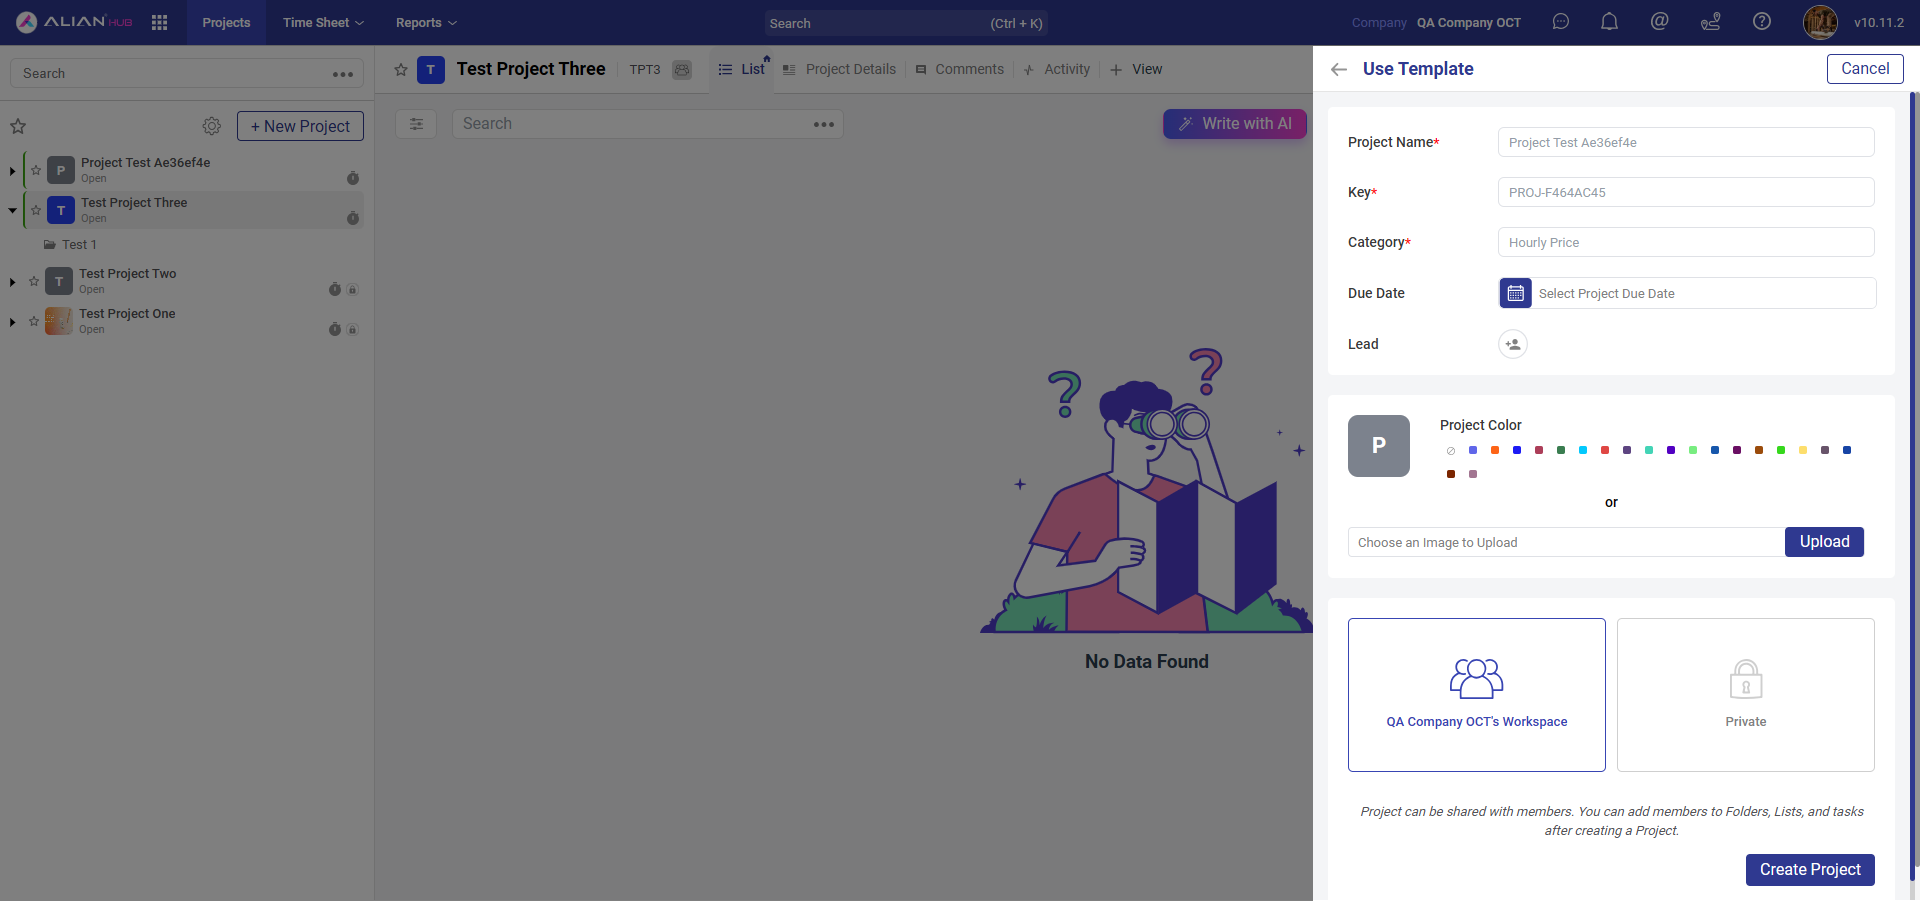 ALIAN HUB
Projects
Time Sheet
Reports
Search (Ctrl + K)
Company QA Company OCT
v10.11.2
Search
+ New Project
P Project Test Ae36ef4e
Open
T Test Project Three
Open
Test 1
T Test Project Two
Open
Test Project One
Open
T Test Project Three TPT3
List
Project Details
Comments
Activity
View
Search
Write with AI
No Data Found
Use Template
Cancel
Project Name* Project Test Ae36ef4e
Key* PROJ-F464AC45
Category* Hourly Price
Due Date Select Project Due Date
Lead
P
Project Color
or
Choose an Image to Upload Upload
QA Company OCT's Workspace
Private
Project can be shared with members. You can add members to Folders, Lists, and tasks
after creating a Project.
Create Project